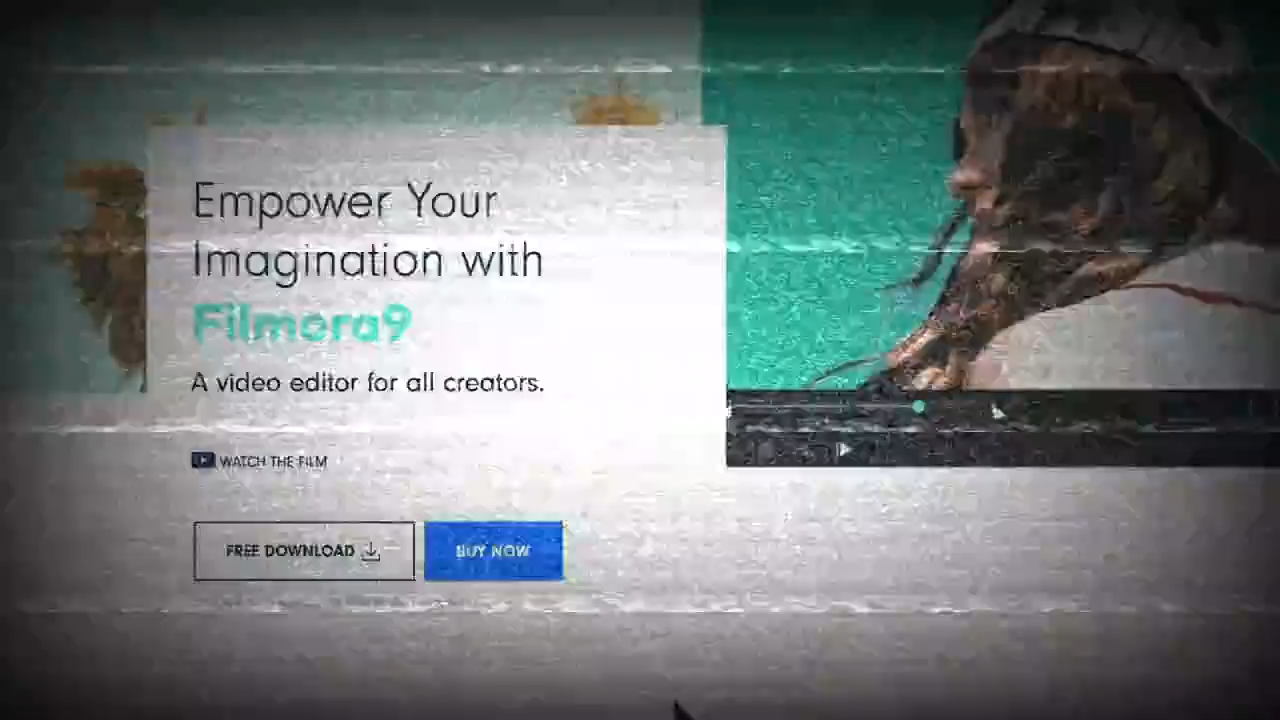 Empower Your
Imagination with
Filmora9
A video editor for all creators.
WATCH THE FILM
FREE DOWNLOAD
BUY NOW